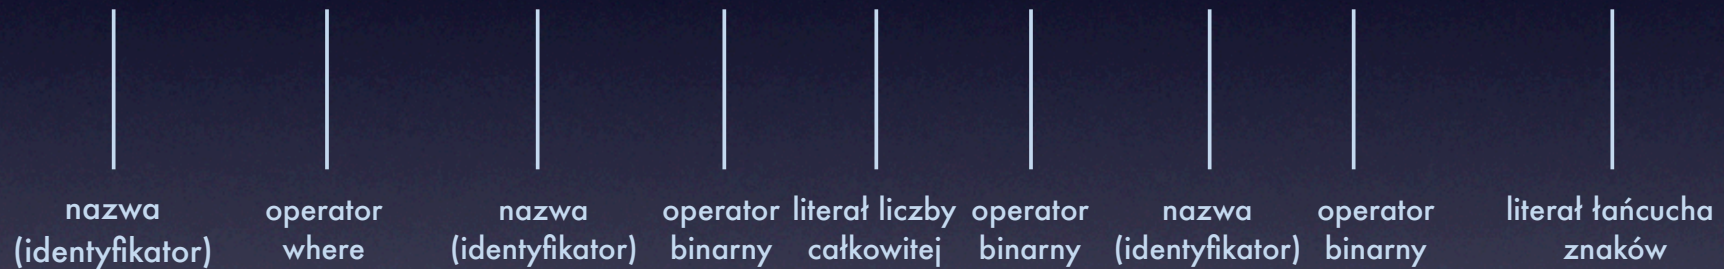 nazwa operator nazwa operator literał liczby operator nazwa operator literał łańcucha
(identyfikator) where (identyfikator) binarny całkowitej binarny (identyfikator) binarny znaków